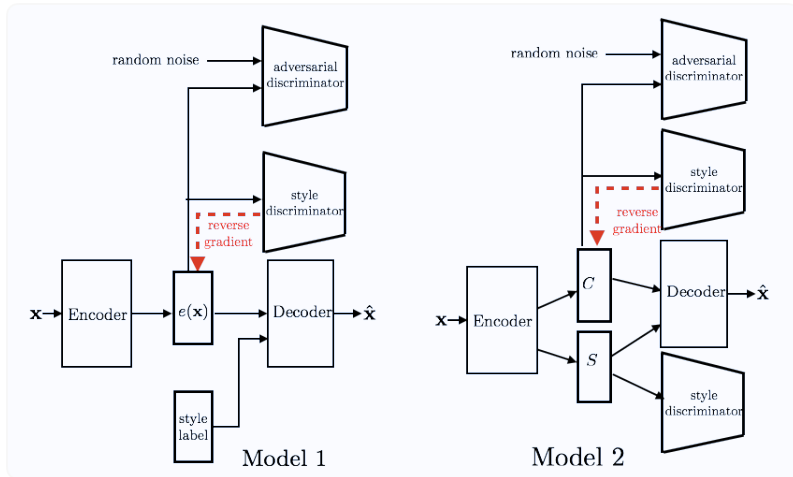 random noise
adversarial
discriminator
style
discriminator
reverse
gradient
x
Encoder
e(x)
Decoder
x̂
style
label
Model 1
random noise
adversarial
discriminator
style
discriminator
reverse
gradient
x
Encoder
C
S
Decoder
x̂
style
discriminator
Model 2